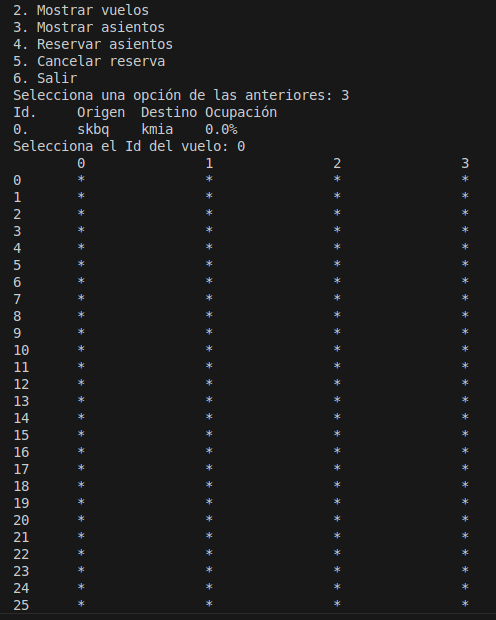 2. Mostrar vuelos
3. Mostrar asientos
4. Reservar asientos
5. Cancelar reserva
6. Salir
Selecciona una opción de las anteriores: 3
Id.     Origen  Destino Ocupación
0.      skbq    kmia    0.0%
Selecciona el Id del vuelo: 0
        0               1               2               3
0       *               *               *               *
1       *               *               *               *
2       *               *               *               *
3       *               *               *               *
4       *               *               *               *
5       *               *               *               *
6       *               *               *               *
7       *               *               *               *
8       *               *               *               *
9       *               *               *               *
10      *               *               *               *
11      *               *               *               *
12      *               *               *               *
13      *               *               *               *
14      *               *               *               *
15      *               *               *               *
16      *               *               *               *
17      *               *               *               *
18      *               *               *               *
19      *               *               *               *
20      *               *               *               *
21      *               *               *               *
22      *               *               *               *
23      *               *               *               *
24      *               *               *               *
25      *               *               *               *